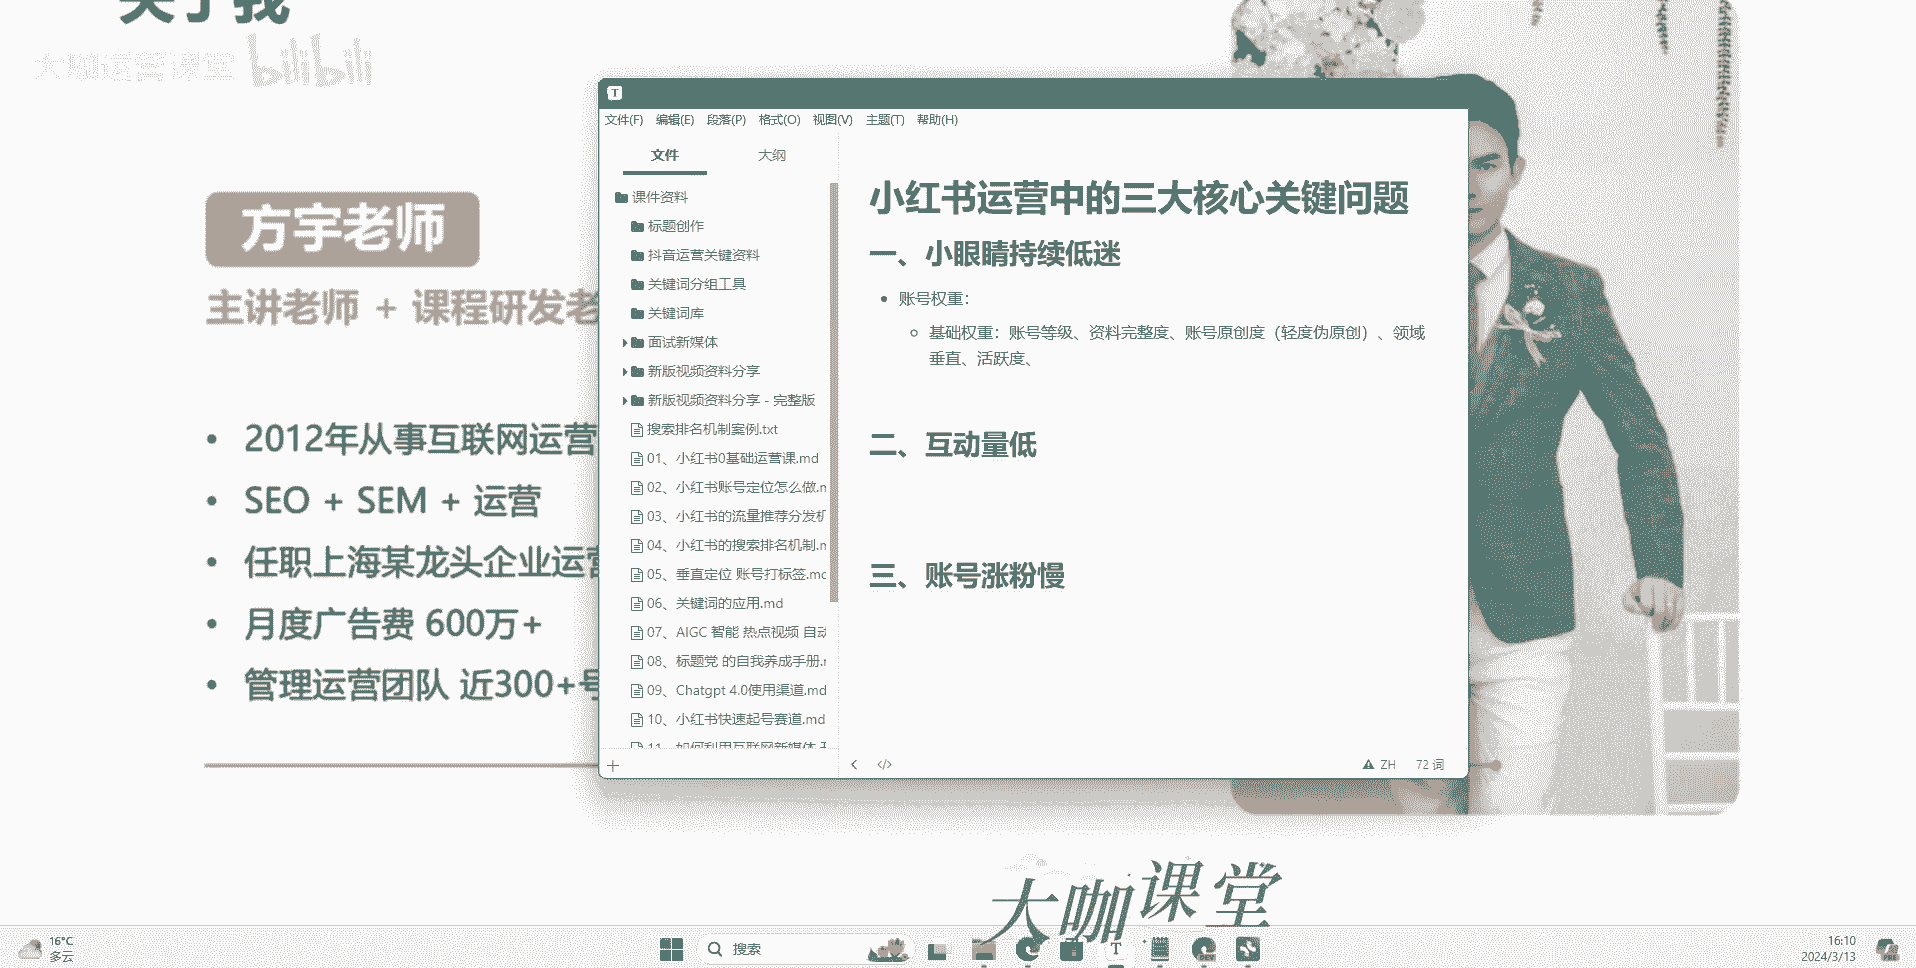 关于我
大咖运营课堂 bilibili
方宇老师
主讲老师 + 课程研发老
2012年从事互联网运营
SEO + SEM + 运营
任职上海某龙头企业运营
月度广告费 600万+
管理运营团队 近300+号
T
文件(F) 编辑(E) 段落(P) 格式(O) 视图(V) 主题(T) 帮助(H)
文件 大纲
课件资料
标题创作
抖音运营关键资料
关键词分组工具
关键词库
面试新媒体
新版视频资料分享
新版视频资料分享 - 完整版
搜索排名机制案例.txt
01、小红书0基础运营课.md
02、小红书账号定位怎么做.m
03、小红书的流量推荐分发机
04、小红书的搜索排名机制.m
05、垂直定位 账号打标签.mc
06、关键词的应用.md
07、AIGC 智能 热点视频 自动
08、标题党 的自我养成手册.r
09、Chatgpt 4.0使用渠道.md
10、小红书快速起号赛道.md
11、如何利用互联网新媒体
小红书运营中的三大核心关键问题
一、小眼睛持续低迷
账号权重：
基础权重：账号等级、资料完整度、账号原创度（轻度伪原创）、领域
垂直、活跃度、
二、互动量低
三、账号涨粉慢
ZH 72 词
大咖课堂
16°C
多云
搜索
T
DEV
16:10
2024/3/13
PRE